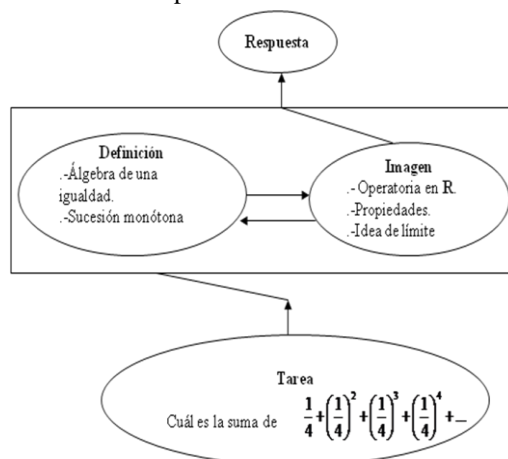 Respuesta
Definición
.-Álgebra de una
igualdad.
.-Sucesión monótona
Imagen
.- Operatoria en R.
.-Propiedades.
.-Idea de límite
Tarea
Cuál es la suma de 1/4+(1/4)^2+(1/4)^3+(1/4)^4+...